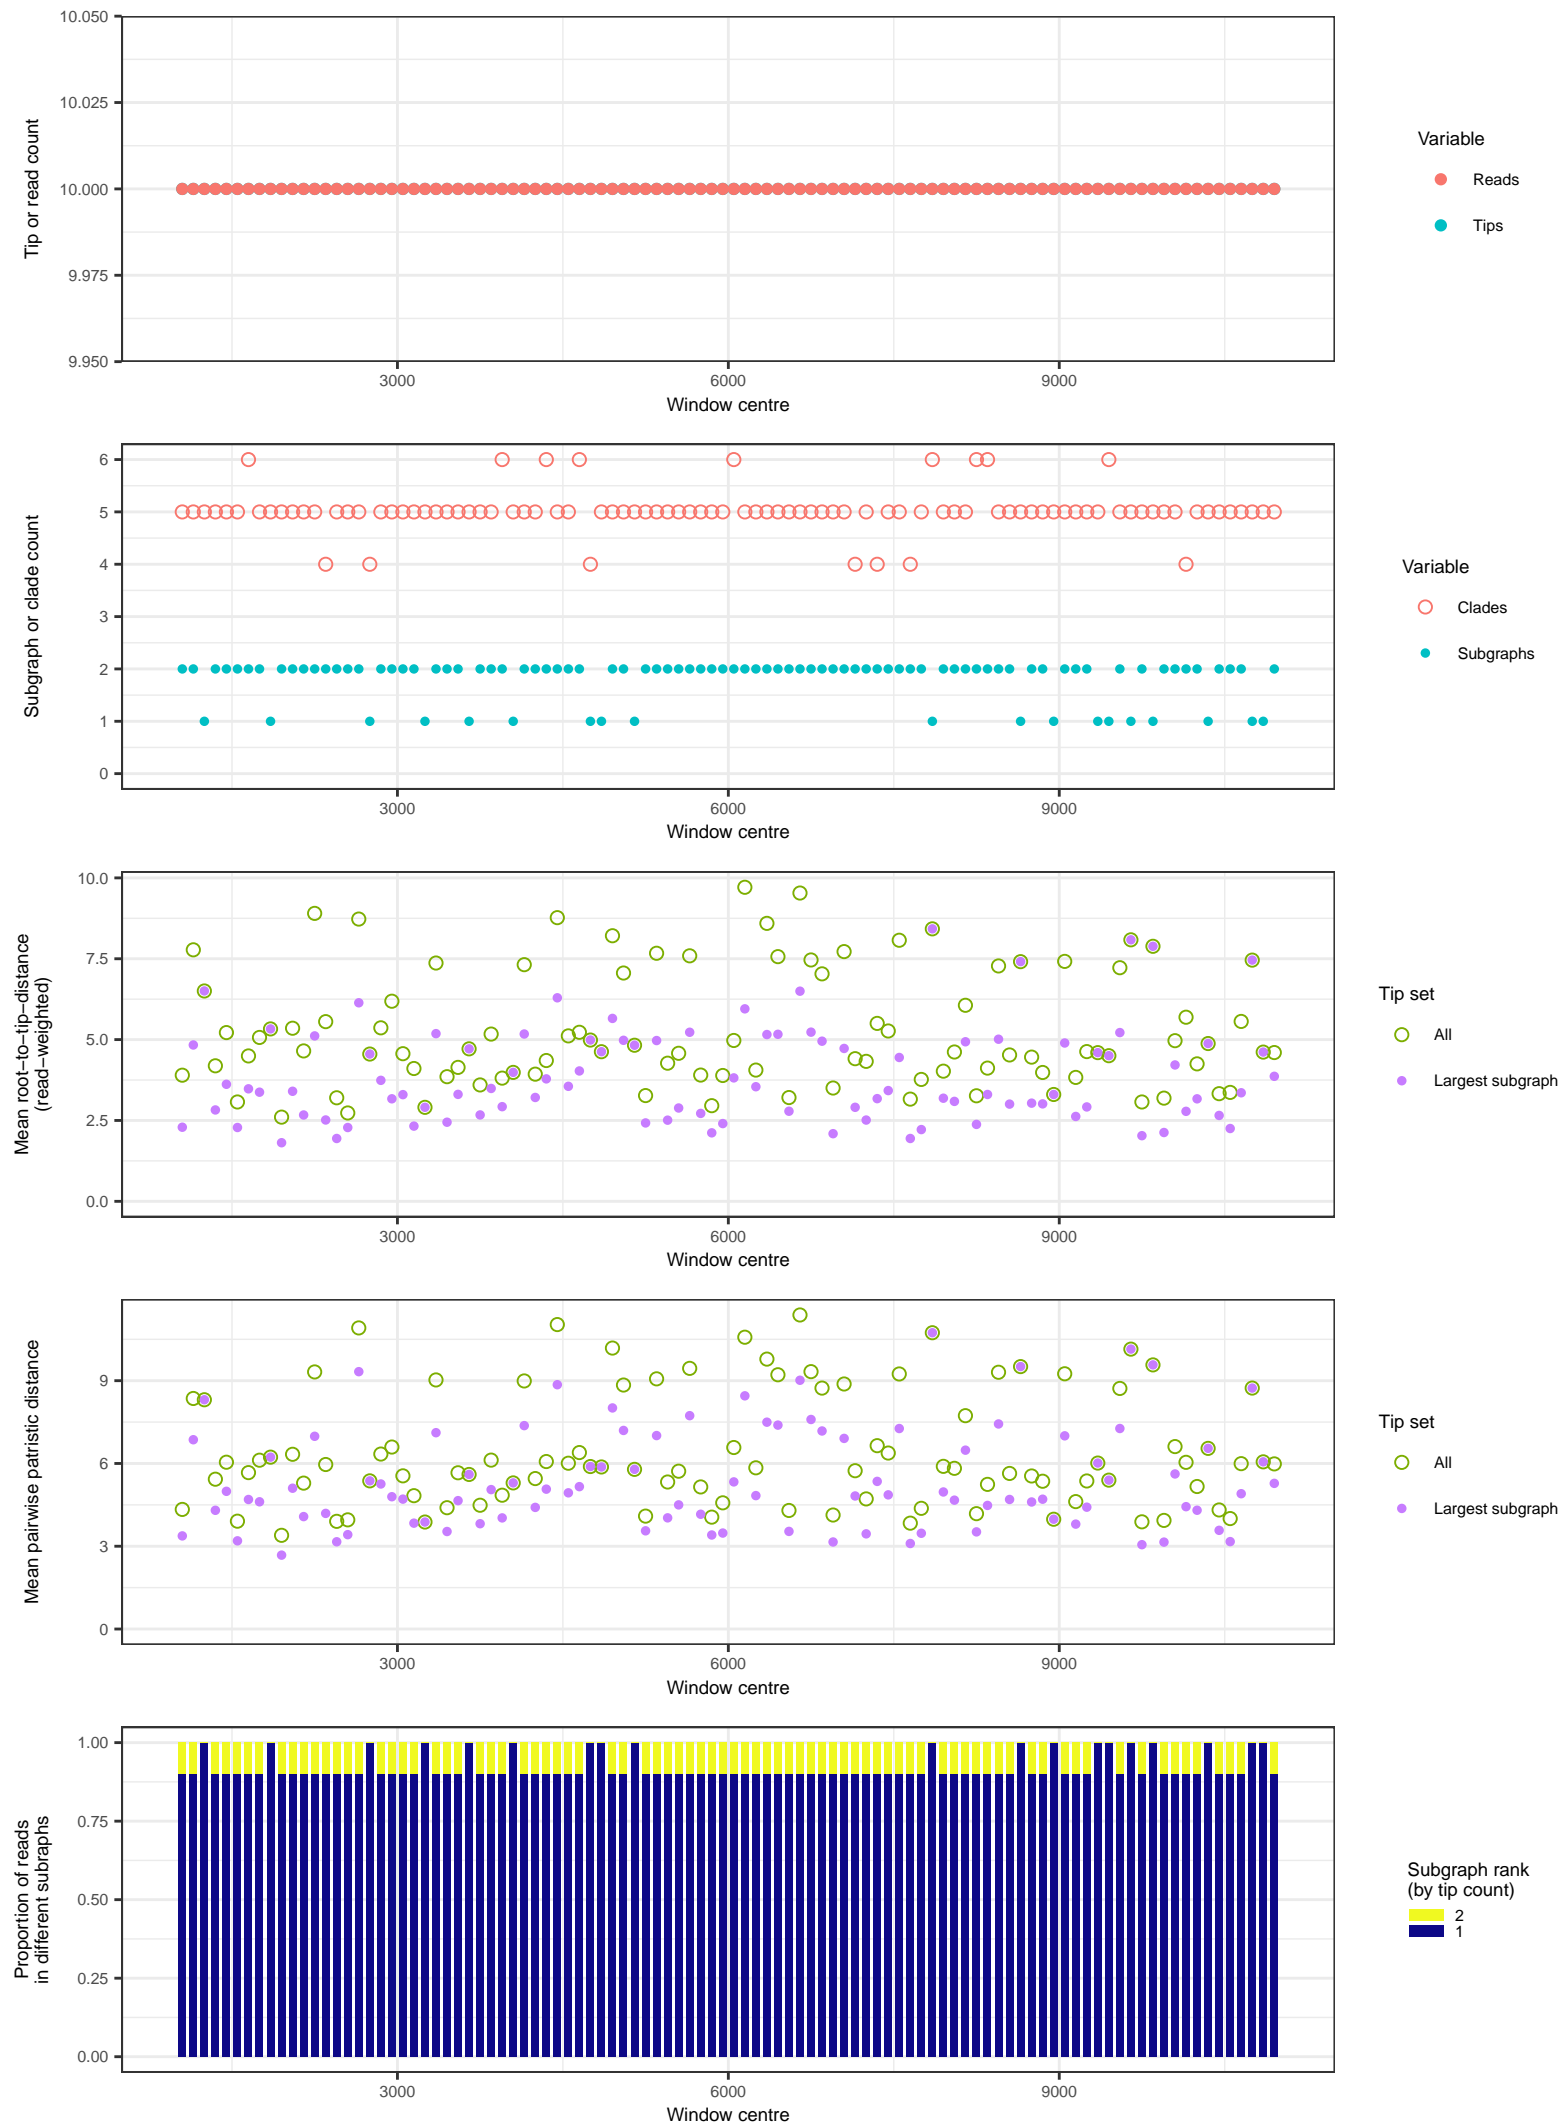 10.050
10.025
10.000
9.975
9.950
Tip or read count
3000 6000 9000
Window centre
Variable
Reads
Tips
6
5
4
3
2
1
0
Subgraph or clade count
3000 6000 9000
Window centre
Variable
Clades
Subgraphs
10.0
7.5
5.0
2.5
0.0
Mean root−to−tip−distance
(read−weighted)
3000 6000 9000
Window centre
Tip set
All
Largest subgraph
9
6
3
0
Mean pairwise patristic distance
3000 6000 9000
Window centre
Tip set
All
Largest subgraph
1.00
0.75
0.50
0.25
0.00
Proportion of reads
in different subraphs
3000 6000 9000
Window centre
Subgraph rank
(by tip count)
2
1